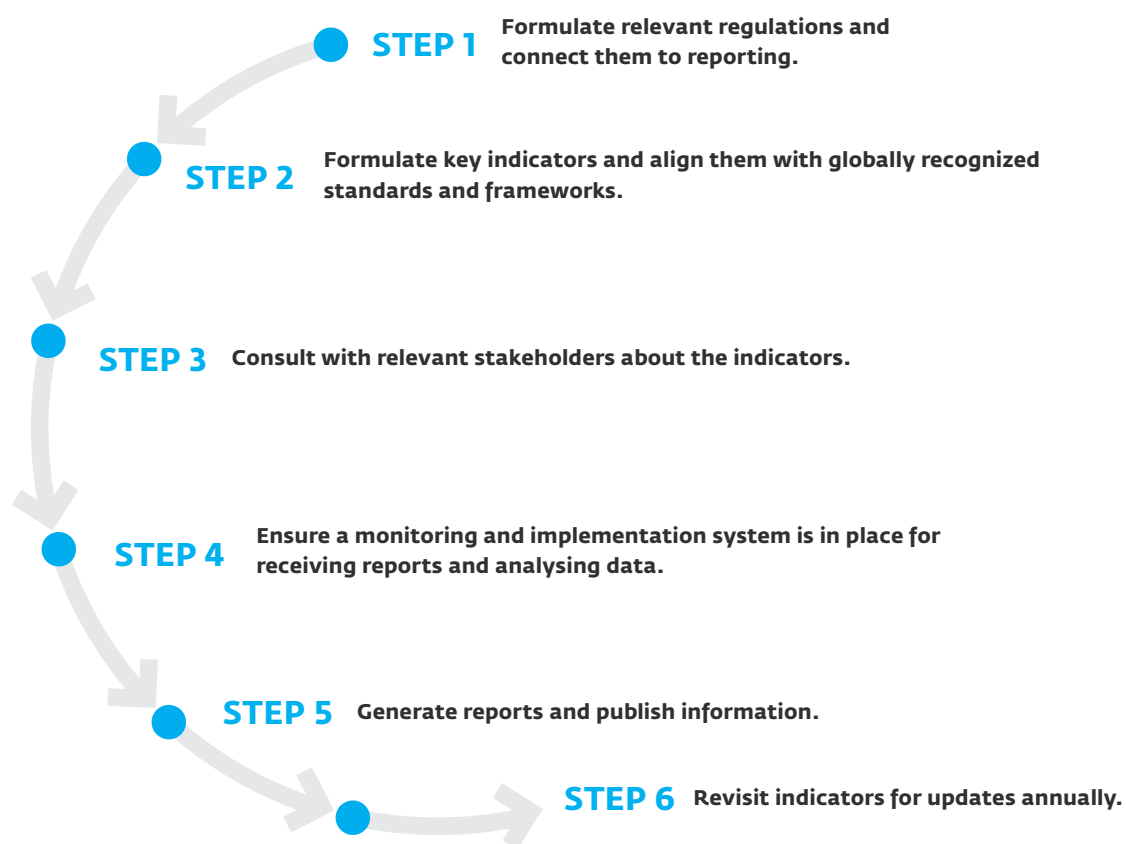 STEP 1
Formulate relevant regulations and
connect them to reporting.
STEP 2
Formulate key indicators and align them with globally recognized
standards and frameworks.
STEP 3
Consult with relevant stakeholders about the indicators.
STEP 4
Ensure a monitoring and implementation system is in place for
receiving reports and analysing data.
STEP 5
Generate reports and publish information.
STEP 6
Revisit indicators for updates annually.